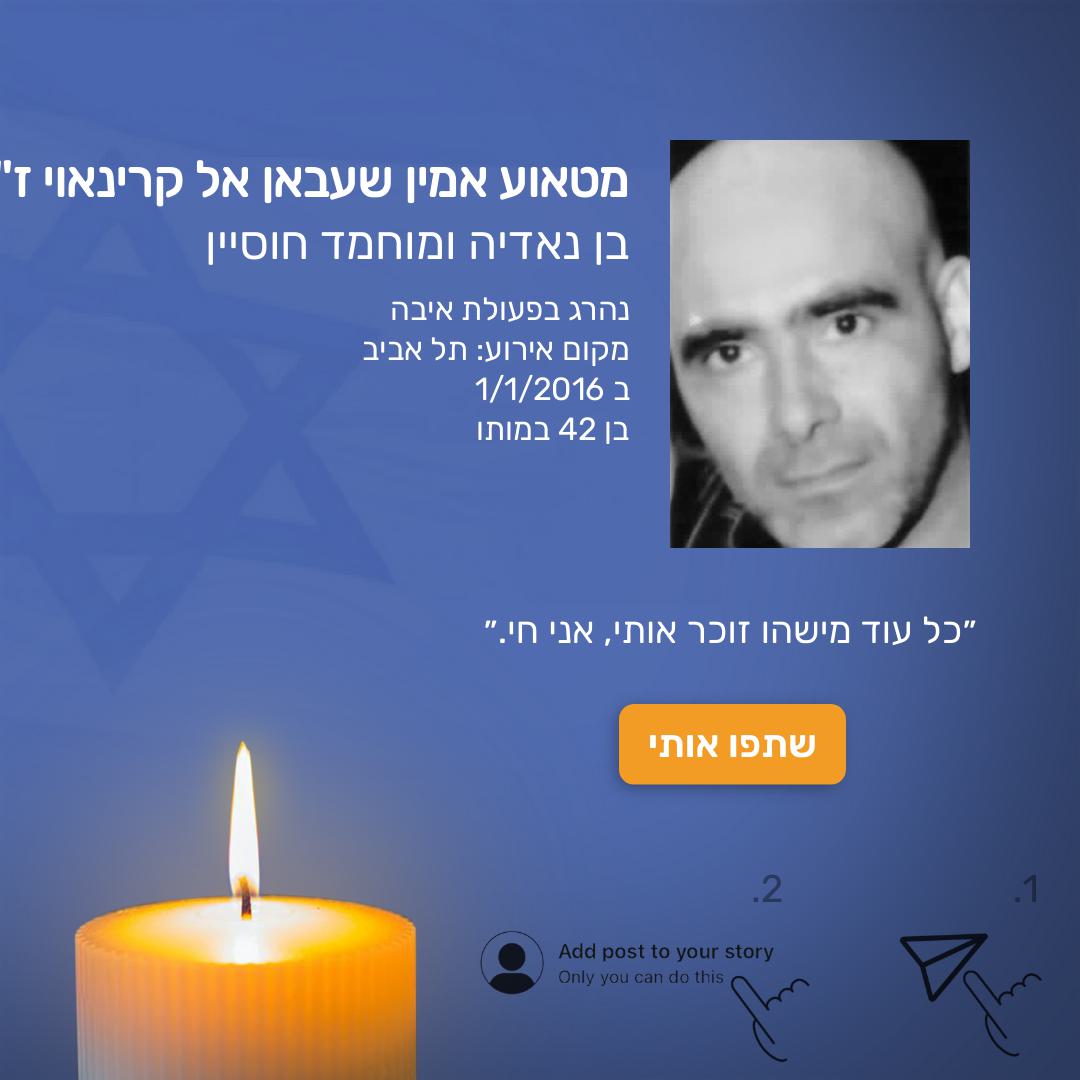 מטאוע אמין שעבאן אל קרינאוי ז"
בן נאדיה ומוחמד חוסיין
נהרג בפעולת איבה
מקום אירוע: תל אביב
ב 1/1/2016
בן 42 במותו
״כל עוד מישהו זוכר אותי, אני חי.״
שתפו אותי
1.
2.
Add post to your story
Only you can do this